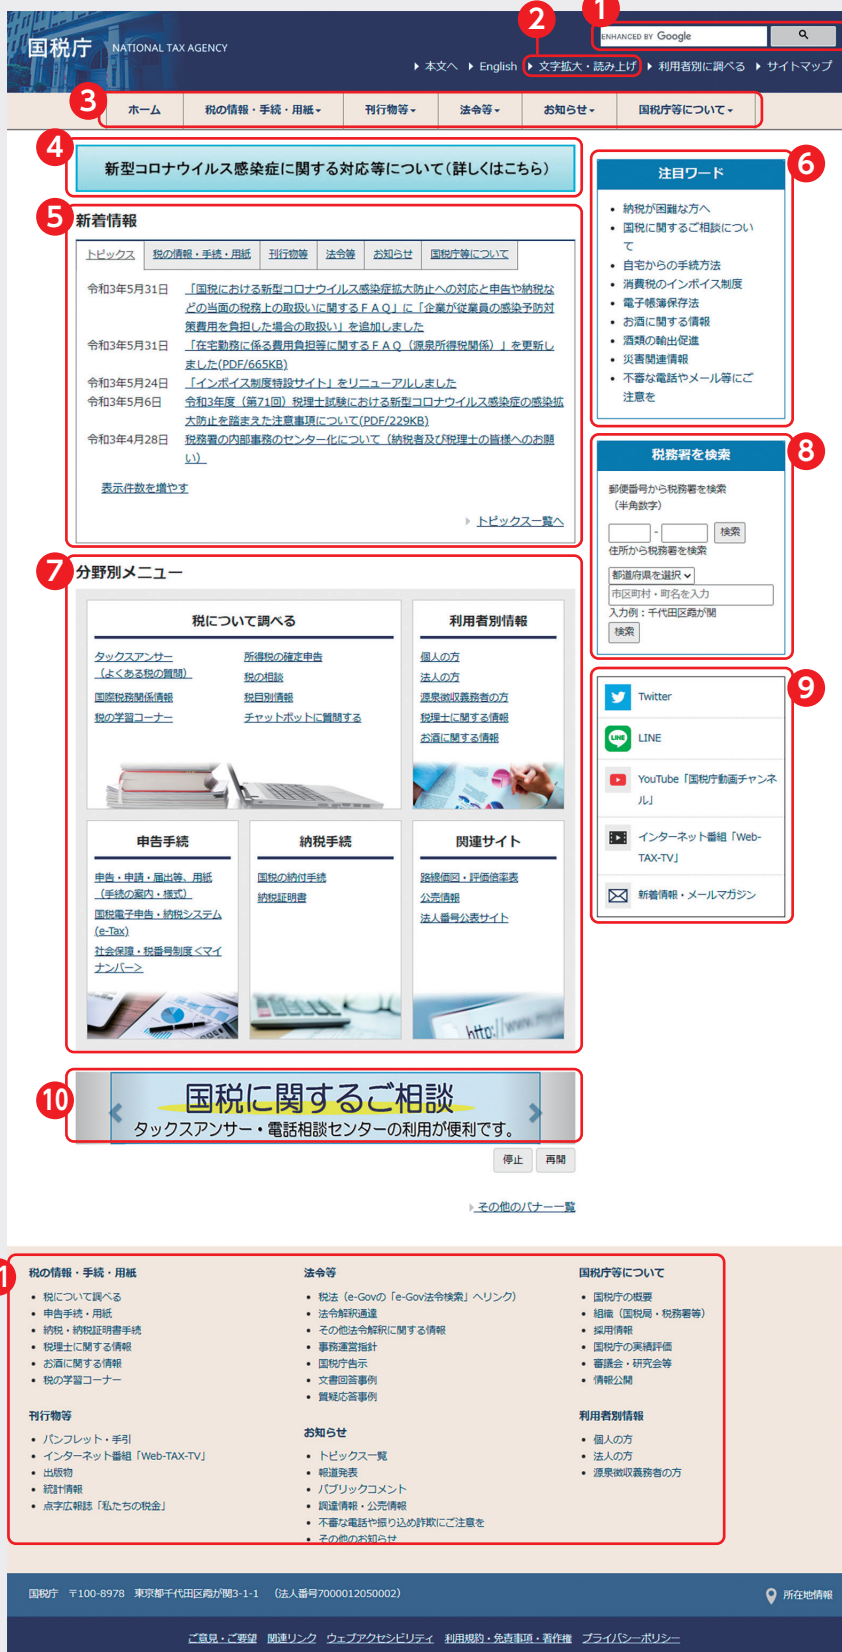 1
2
ENHANCED BY Google
国税庁 NATIONAL TAX AGENCY
本文へ English 文字拡大・読み上げ 利用者別に調べる サイトマップ
3
ホーム 税の情報・手続・用紙 刊行物等 法令等 お知らせ 国税庁等について
4
新型コロナウイルス感染症に関する対応等について(詳しくはこちら)
5
新着情報
トピックス 税の情報・手続・用紙 刊行物等 法令等 お知らせ 国税庁等について
令和3年5月31日 「国税における新型コロナウイルス感染症拡大防止への対応と申告や納税な
どの当面の税務上の取扱いに関するFAQ」に「企業が従業員の感染予防対
策費用を負担した場合の取扱い」を追加しました
令和3年5月31日 「在宅勤務に係る費用負担等に関するFAQ(源泉所得税関係)」を更新し
ました(PDF/665KB)
令和3年5月24日 「インボイス制度特設サイト」をリニューアルしました
令和3年5月6日 令和3年度(第71回)税理士試験における新型コロナウイルス感染症の感染拡
大防止を踏まえた注意事項について(PDF/229KB)
令和3年4月28日 税務署の内部事務のセンター化について(納税者及び税理士の皆様へのお願
い)
表示件数を増やす
トピックス一覧へ
6
注目ワード
• 納税が困難な方へ
• 国税に関するご相談につい
て
• 自宅からの手続方法
• 消費税のインボイス制度
• 電子帳簿保存法
• お酒に関する情報
• 酒類の輸出促進
• 災害関連情報
• 不審な電話やメール等にご
注意を
7
分野別メニュー
税について調べる
タックスアンサー
(よくある税の質問)
国際税務関係情報
税の学習コーナー
所得税の確定申告
税の相談
税目別情報
チャットボットに質問する
利用者別情報
個人の方
法人の方
源泉徴収義務者の方
税理士に関する情報
お酒に関する情報
申告手続
申告・申請・届出等、用紙
(手続の案内・様式)
国税電子申告・納税システム
(e-Tax)
社会保障・税番号制度<マイ
ナンバー>
納税手続
国税の納付手続
納税証明書
関連サイト
路線価図・評価倍率表
公売情報
法人番号公表サイト
http://www
8
税務署を検索
郵便番号から税務署を検索
(半角数字)
- 検索
住所から税務署を検索
都道府県を選択
市区町村・町名を入力
入力例:千代田区霞が関
検索
9
Twitter
LINE
YouTube「国税庁動画チャンネ
ル」
インターネット番組「Web-
TAX-TV」
新着情報・メールマガジン
10
国税に関するご相談
タックスアンサー・電話相談センターの利用が便利です。
停止 再開
その他のバナー一覧
1
税の情報・手続・用紙
• 税について調べる
• 申告手続・用紙
• 納税・納税証明書手続
• 税理士に関する情報
• お酒に関する情報
• 税の学習コーナー
刊行物等
• パンフレット・手引
• インターネット番組「Web-TAX-TV」
• 出版物
• 統計情報
• 点字広報誌「私たちの税金」
法令等
• 税法(e-Govの「e-Gov法令検索」へリンク)
• 法令解釈通達
• その他法令解釈に関する情報
• 事務運営指針
• 国税庁告示
• 文書回答事例
• 質疑応答事例
お知らせ
• トピックス一覧
• 報道発表
• パブリックコメント
• 調達情報・公売情報
• 不審な電話や振り込め詐欺にご注意を
• その他のお知らせ
国税庁等について
• 国税庁の概要
• 組織(国税局・税務署等)
• 採用情報
• 国税庁の実績評価
• 審議会・研究会等
• 情報公開
利用者別情報
• 個人の方
• 法人の方
• 源泉徴収義務者の方
国税庁 〒100-8978 東京都千代田区霞が関3-1-1 (法人番号7000012050002)
所在地情報
ご意見・ご要望 関連リンク ウェブアクセシビリティ 利用規約・免責事項・著作権 プライバシーポリシー